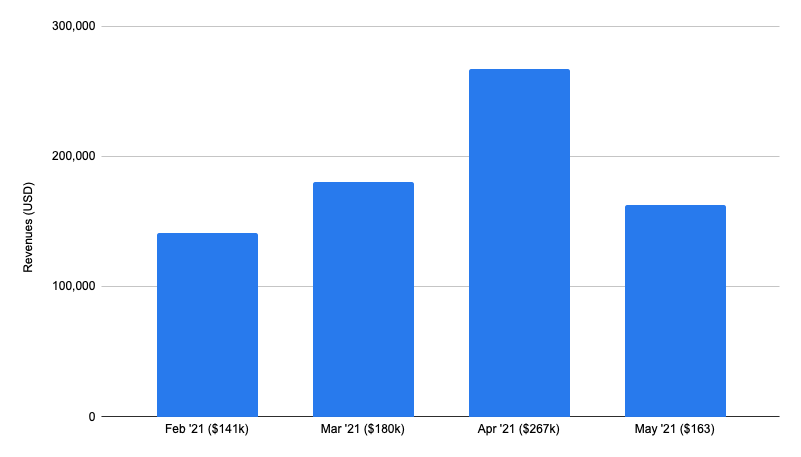 300,000
200,000
100,000
0
Revenues (USD)
Feb '21 ($141k)
Mar '21 ($180k)
Apr '21 ($267k)
May '21 ($163)